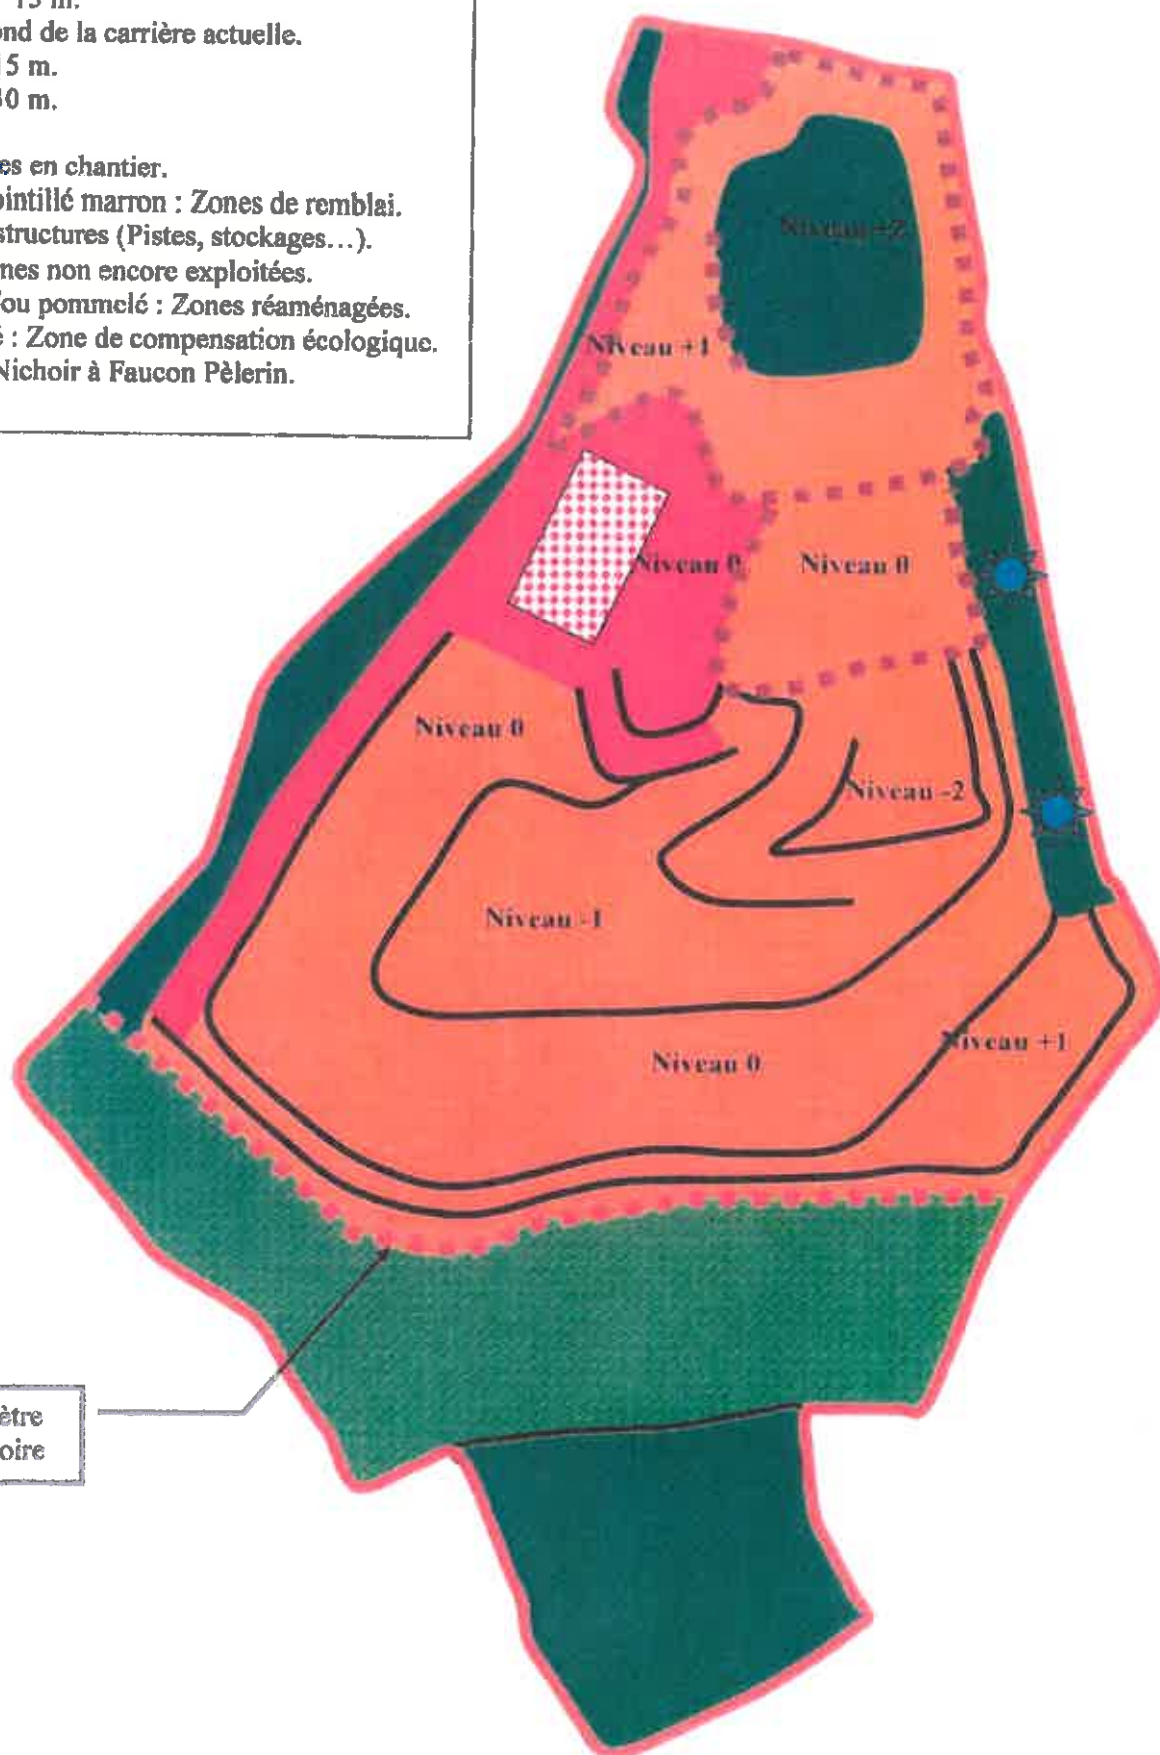 15 m.
ond de la carrière actuelle.
15 m.
30 m.
es en chantier.
ointillé marron : Zones de remblai.
structures (Pistes, stockages…).
nes non encore exploitées.
ou pommelé : Zones réaménagées.
é : Zone de compensation écologique.
Nichoir à Faucon Pèlerin.
Niveau +2
Niveau +1
Niveau 0
Niveau 0
Niveau 0
Niveau -2
Niveau -1
Niveau +1
Niveau 0
ètre
oire